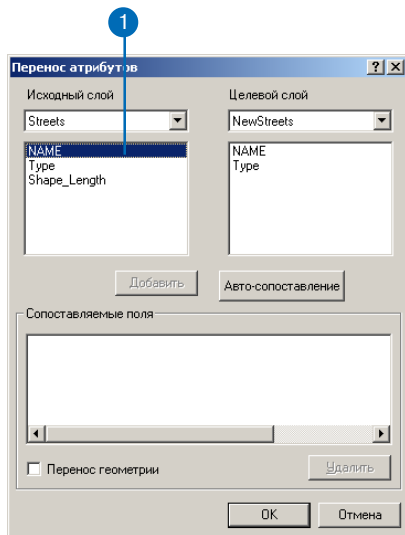 1
Перенос атрибутов
Исходный слой Целевой слой
Streets NewStreets
NAME NAME
Type Type
Shape_Length
Добавить Авто-сопоставление
Сопоставляемые поля
Перенос геометрии Удалить
OK Отмена